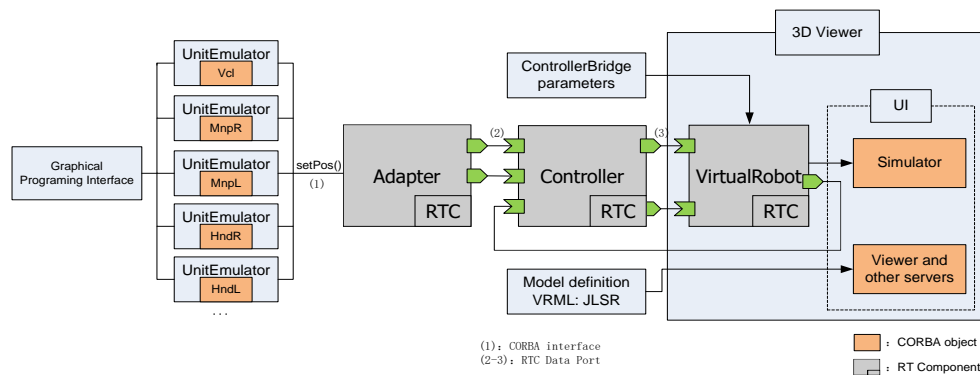 3D Viewer
UnitEmulator
Vcl
ControllerBridge
parameters
UI
UnitEmulator
MnpR
(2)
(3)
Graphical
Programing Interface
UnitEmulator
MnpL
setPos()
(1)
Adapter
RTC
Controller
RTC
VirtualRobot
RTC
Simulator
UnitEmulator
HndR
UnitEmulator
HndL
...
Model definition
VRML: JLSR
Viewer and
other servers
(1): CORBA interface
(2-3): RTC Data Port
: CORBA object
: RT Component